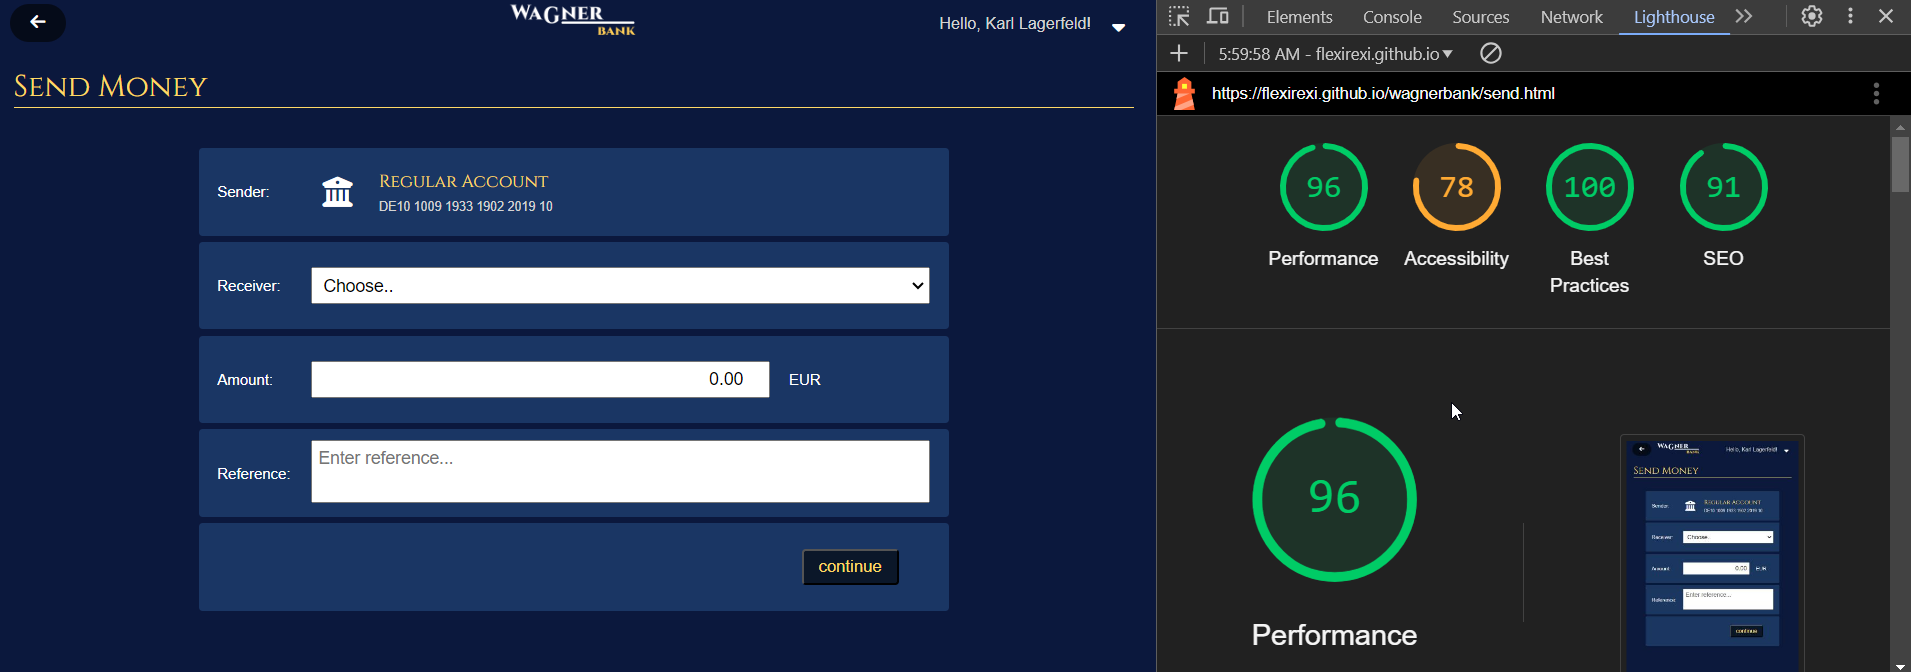 WAGNER
BANK
Hello, Karl Lagerfeld!
SEND MONEY
Sender:
REGULAR ACCOUNT
DE10 1009 1933 1902 2019 10
Receiver:
Choose..
Amount:
0.00
EUR
Reference:
Enter reference...
continue
Elements
Console
Sources
Network
Lighthouse
5:59:58 AM - flexirexi.github.io
https://flexirexi.github.io/wagnerbank/send.html
96
78
100
91
Performance
Accessibility
Best
Practices
SEO
96
Performance
WAGNER
BANK
Hello, Karl Lagerfeld!
SEND MONEY
Sender:
REGULAR ACCOUNT
DE10 1009 1933 1902 2019 10
Receiver:
Choose..
Amount:
0.00
EUR
Reference:
Enter reference...
continue